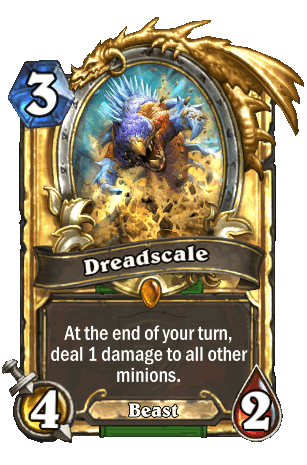 3
Dreadscale
At the end of your turn,
deal 1 damage to all other
minions.
4
Beast
2